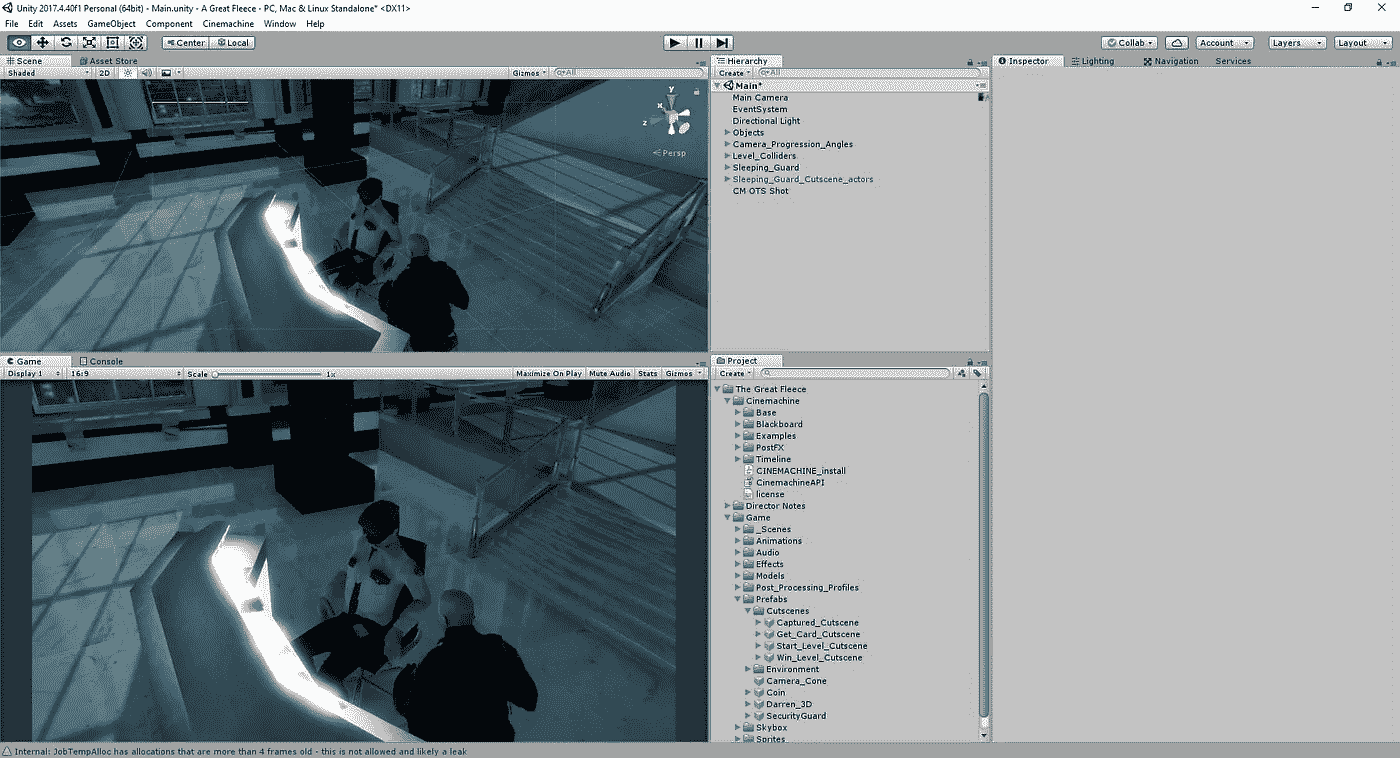 Unity 2017.4.40f1 Personal (64bit) - Main.unity - A Great Fleece - PC, Mac & Linux Standalone* <DX11>
File Edit Assets GameObject Component Cinemachine Window Help
Center Local Collab Account Layers Layout
Scene Asset Store
Shaded 2D Gizmos All
y
x
z
Persp
Game Console
Display 1 16:9 Scale 1x Maximize On Play Mute Audio Stats Gizmos
Hierarchy
Create All
Main*
Main Camera
EventSystem
Directional Light
Objects
Camera_Progression_Angles
Level_Colliders
Sleeping_Guard
Sleeping_Guard_Cutscene_actors
CM OTS Shot
Project
Create
The Great Fleece
Cinemachine
Base
Blackboard
Examples
PostFX
Timeline
CINEMACHINE_install
CinemachineAPI
license
Director Notes
Game
_Scenes
Animations
Audio
Effects
Models
Post_Processing_Profiles
Prefabs
Cutscenes
Captured_Cutscene
Get_Card_Cutscene
Start_Level_Cutscene
Win_Level_Cutscene
Environment
Camera_Cone
Coin
Darren_3D
SecurityGuard
Skybox
Sprites
Inspector Lighting Navigation Services
Internal: JobTempAlloc has allocations that are more than 4 frames old - this is not allowed and likely a leak